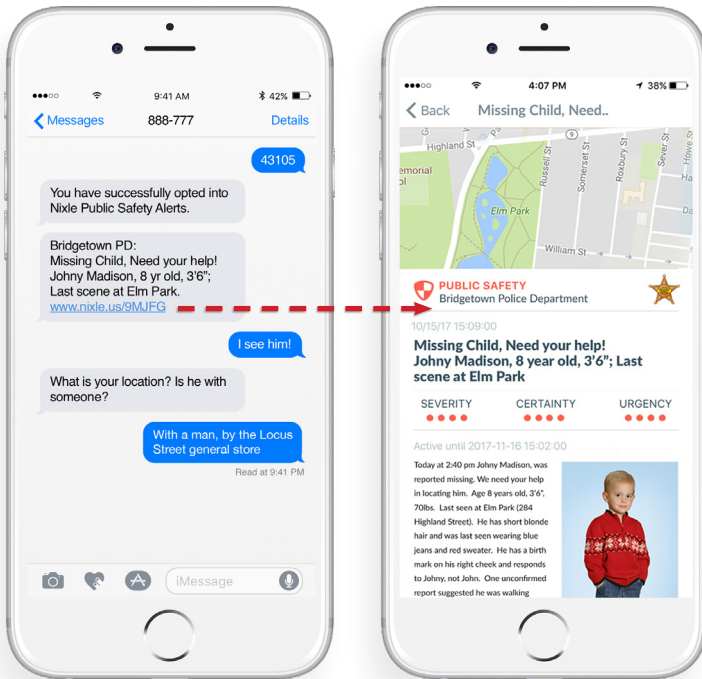 9:41 AM
42%
Messages
888-777
Details
43105
You have successfully opted into
Nixle Public Safety Alerts.
Bridgetown PD:
Missing Child, Need your help!
Johny Madison, 8 yr old, 3'6";
Last scene at Elm Park.
www.nixle.us/9MJFG
I see him!
What is your location? Is he with
someone?
With a man, by the Locus
Street general store
Read at 9:41 PM
iMessage
4:07 PM
38%
Back
Missing Child, Need..
Highland St
9
Russell St
Somerset St
Roxbury St
Sever St
Howe St
emorial
Elm Park
William St
PUBLIC SAFETY
Bridgetown Police Department
10/15/17 15:09:00
Missing Child, Need your help!
Johny Madison, 8 year old, 3'6"; Last
scene at Elm Park
SEVERITY
CERTAINTY
URGENCY
Active until 2017-11-16 15:02:00
Today at 2:40 pm Johny Madison, was
reported missing. We need your help
in locating him. Age 8 years old, 3'6",
70lbs. Last seen at Elm Park (284
Highland Street). He has short blonde
hair and was last seen wearing blue
jeans and red sweater. He has a birth
mark on his right cheek and responds
to Johny, not John. One unconfirmed
report suggested he was walking